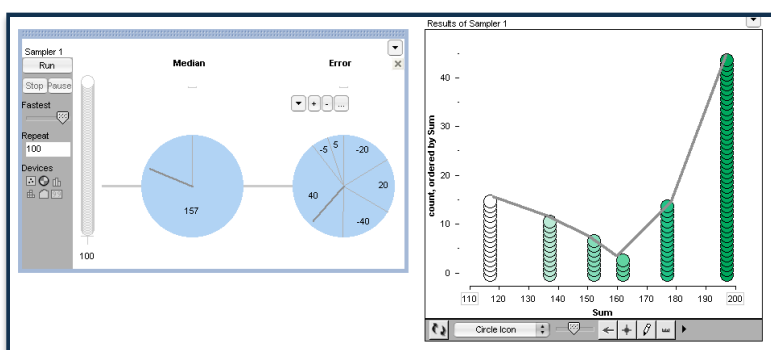 Results of Sampler 1
Sampler 1
Run
Stop Pause
Fastest
Repeat
100
Devices
100
Median
Error
157
-5
5
-20
20
-40
40
+ - ...
count, ordered by Sum
40
30
20
10
0
110 120 130 140 150 160 170 180 190 200
Sum
Circle Icon